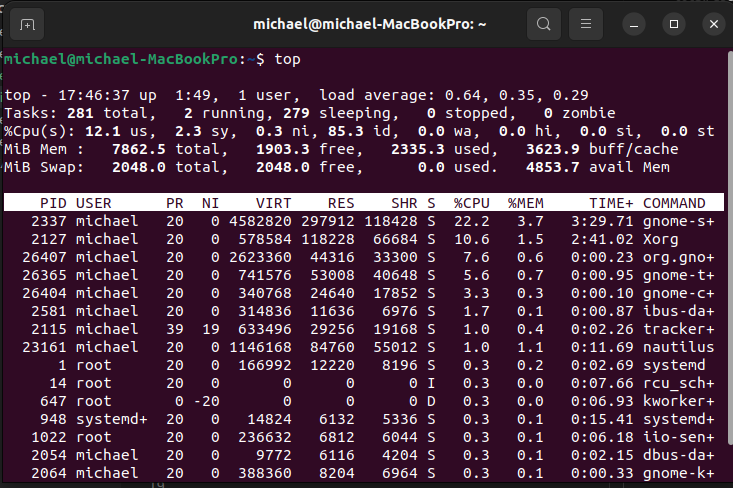 michael@michael-MacBookPro: ~
michael@michael-MacBookPro:~$ top
top - 17:46:37 up  1:49,  1 user,  load average: 0.64, 0.35, 0.29
Tasks: 281 total,   2 running, 279 sleeping,   0 stopped,   0 zombie
%Cpu(s): 12.1 us,  2.3 sy,  0.3 ni, 85.3 id,  0.0 wa,  0.0 hi,  0.0 si,  0.0 st
MiB Mem :   7862.5 total,   1903.3 free,   2335.3 used,   3623.9 buff/cache
MiB Swap:   2048.0 total,   2048.0 free,      0.0 used.   4853.7 avail Mem
PID USER      PR  NI    VIRT    RES    SHR S  %CPU  %MEM     TIME+ COMMAND
2337 michael   20   0 4582820 297912 118428 S  22.2   3.7   3:29.71 gnome-s+
2127 michael   20   0  578584 118228  66684 S  10.6   1.5   2:41.02 Xorg
26407 michael   20   0 2623360  44316  33300 S   7.6   0.6   0:00.23 org.gno+
26365 michael   20   0  741576  53008  40648 S   5.6   0.7   0:00.95 gnome-t+
26404 michael   20   0  340768  24640  17852 S   3.3   0.3   0:00.10 gnome-c+
2581 michael   20   0  314836  11636   6976 S   1.7   0.1   0:00.87 ibus-da+
2115 michael   39  19  633496  29256  19168 S   1.0   0.4   0:02.26 tracker+
23161 michael   20   0 1146168  84760  55012 S   1.0   1.1   0:11.69 nautilus
1 root      20   0  166992  12220   8196 S   0.3   0.2   0:02.69 systemd
14 root      20   0       0      0      0 I   0.3   0.0   0:07.66 rcu_sch+
647 root       0 -20       0      0      0 D   0.3   0.0   0:06.93 kworker+
948 systemd+  20   0   14824   6132   5336 S   0.3   0.1   0:15.41 systemd+
1022 root      20   0  236632   6812   6044 S   0.3   0.1   0:06.18 iio-sen+
2054 michael   20   0    9772   6116   4204 S   0.3   0.1   0:02.15 dbus-da+
2064 michael   20   0  388360   8204   6964 S   0.3   0.1   0:00.33 gnome-k+